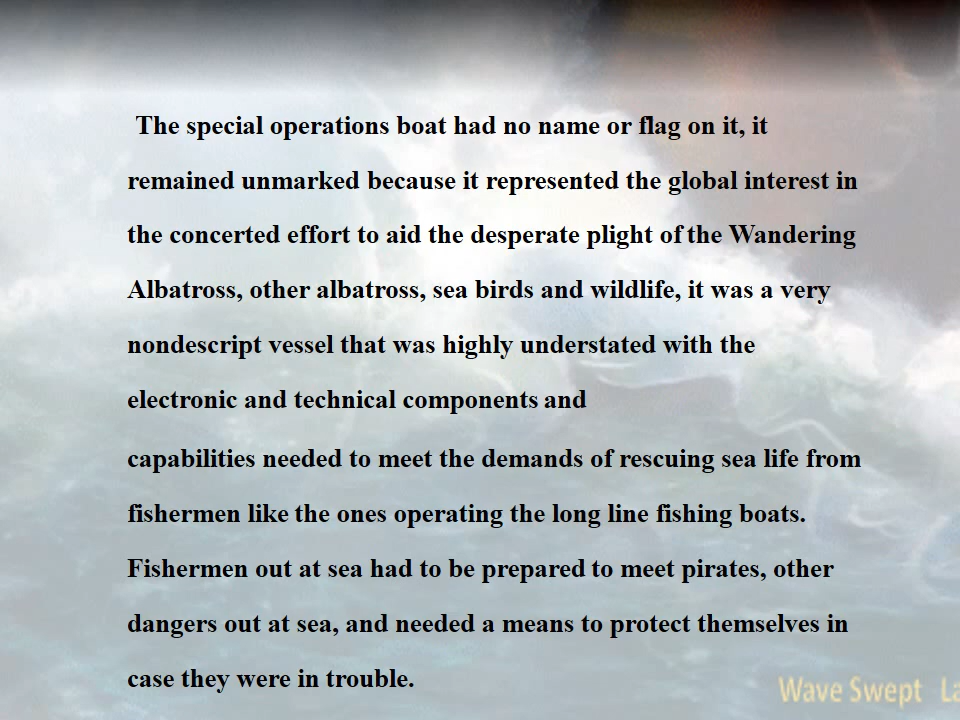 The special operations boat had no name or flag on it, it
remained unmarked because it represented the global interest in
the concerted effort to aid the desperate plight of the Wandering
Albatross, other albatross, sea birds and wildlife, it was a very
nondescript vessel that was highly understated with the
electronic and technical components and
capabilities needed to meet the demands of rescuing sea life from
fishermen like the ones operating the long line fishing boats.
Fishermen out at sea had to be prepared to meet pirates, other
dangers out at sea, and needed a means to protect themselves in
case they were in trouble.
Wave Swept La